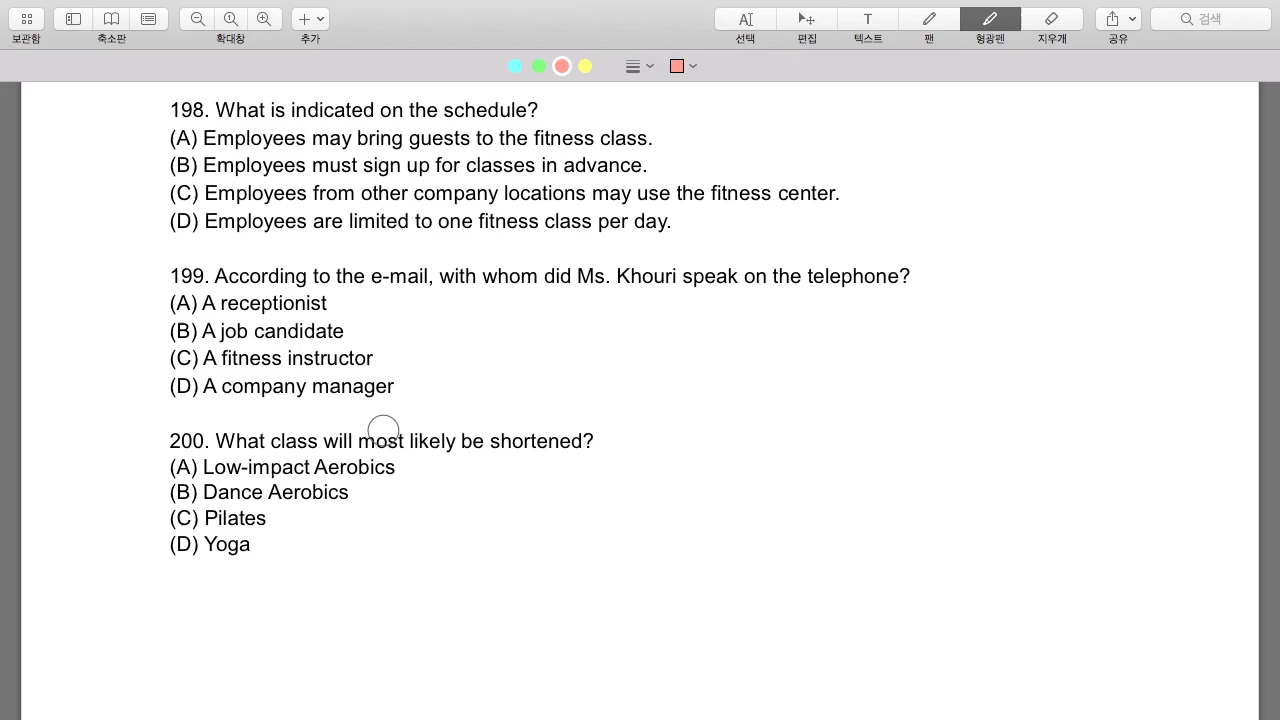 보관함 축소판 확대창 추가 선택 편집 텍스트 펜 형광펜 지우개 공유 검색
198. What is indicated on the schedule?
(A) Employees may bring guests to the fitness class.
(B) Employees must sign up for classes in advance.
(C) Employees from other company locations may use the fitness center.
(D) Employees are limited to one fitness class per day.
199. According to the e-mail, with whom did Ms. Khouri speak on the telephone?
(A) A receptionist
(B) A job candidate
(C) A fitness instructor
(D) A company manager
200. What class will most likely be shortened?
(A) Low-impact Aerobics
(B) Dance Aerobics
(C) Pilates
(D) Yoga